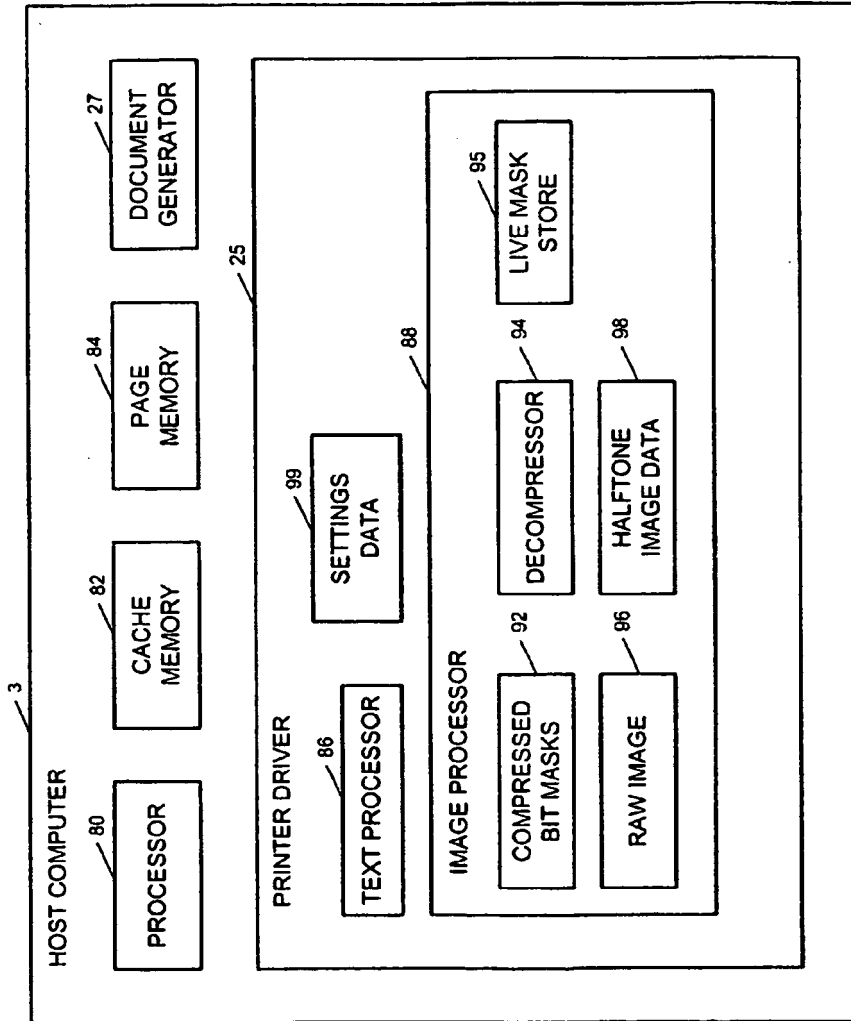 3
HOST COMPUTER
80
PROCESSOR
82
CACHE
MEMORY
84
PAGE
MEMORY
27
DOCUMENT
GENERATOR
25
PRINTER DRIVER
86
TEXT PROCESSOR
99
SETTINGS
DATA
88
IMAGE PROCESSOR
92
COMPRESSED
BIT MASKS
94
DECOMPRESSOR
95
LIVE MASK
STORE
96
RAW IMAGE
98
HALFTONE
IMAGE DATA